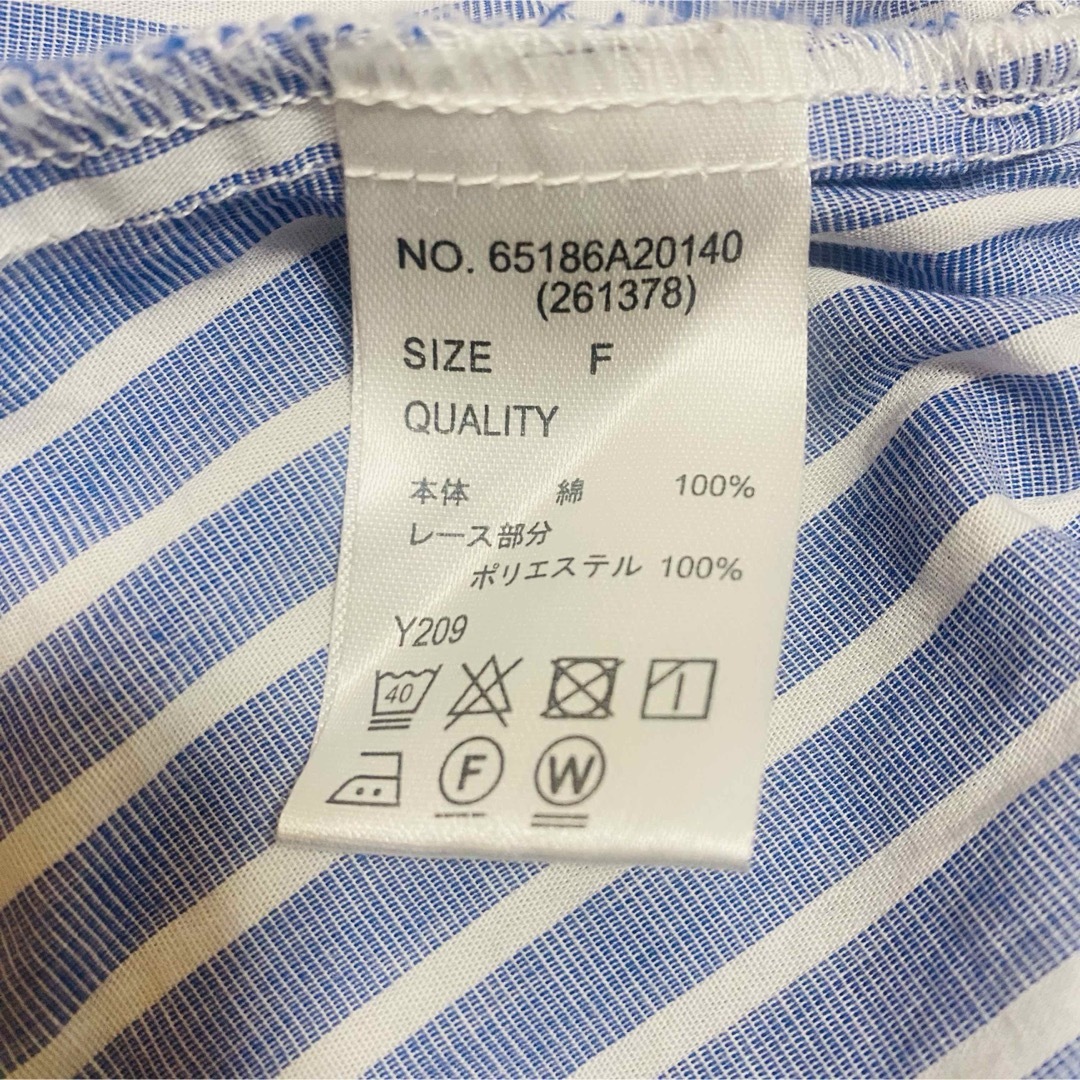 NO. 65186A20140
(261378)
SIZE F
QUALITY
本体 綿 100%
レース部分
ポリエステル 100%
Y209
40
F
W